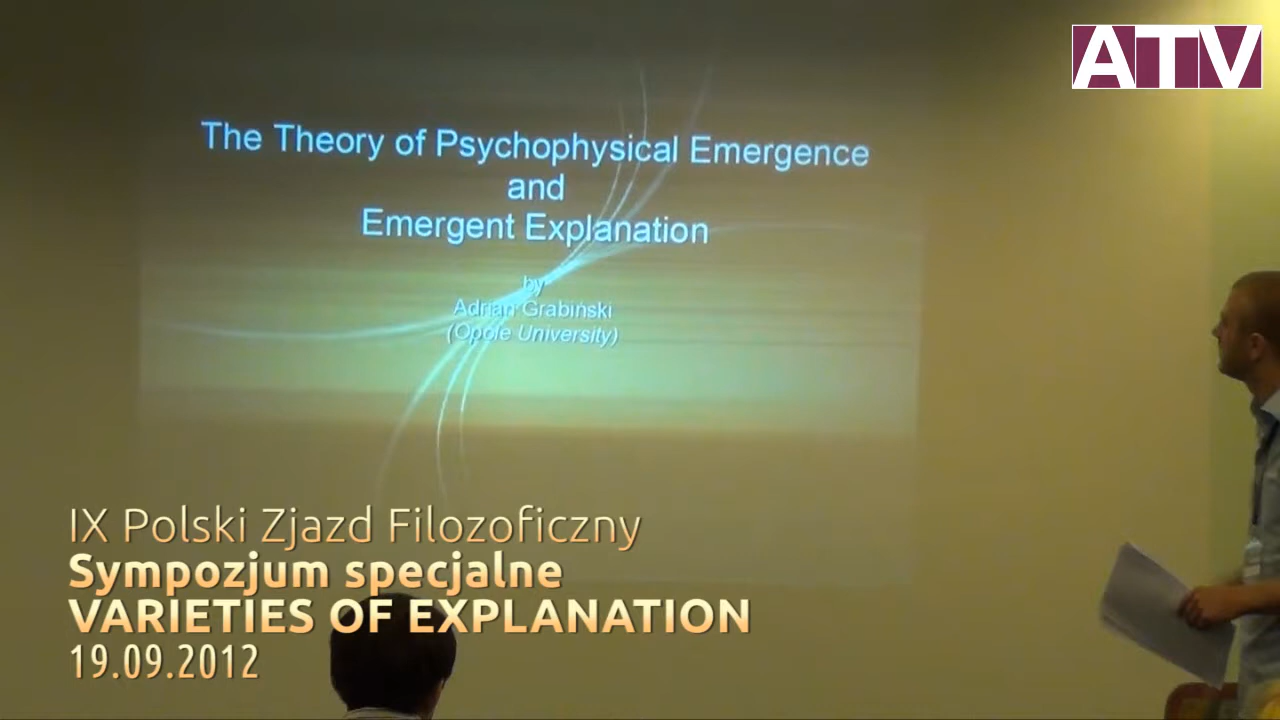 ATV
The Theory of Psychophysical Emergence
and
Emergent Explanation
by
Adrian Grabiński
(Opole University)
IX Polski Zjazd Filozoficzny
Sympozjum specjalne
VARIETIES OF EXPLANATION
19.09.2012